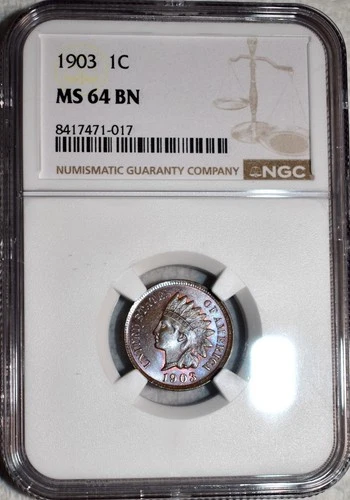 1903 1C
MS 64 BN
8417471-017
NUMISMATIC GUARANTY COMPANY NGC
UNITED STATES OF AMERICA
1903